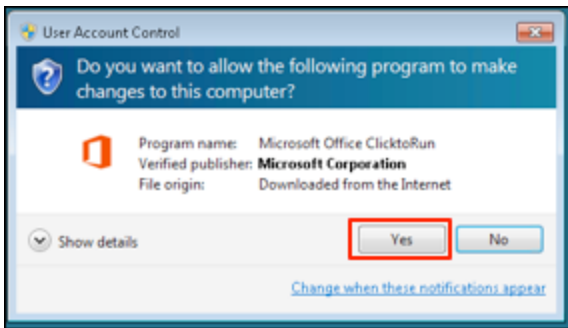 User Account Control
Do you want to allow the following program to make
changes to this computer?
Program name: Microsoft Office ClicktoRun
Verified publisher: Microsoft Corporation
File origin: Downloaded from the Internet
Show details
Yes
No
Change when these notifications appear